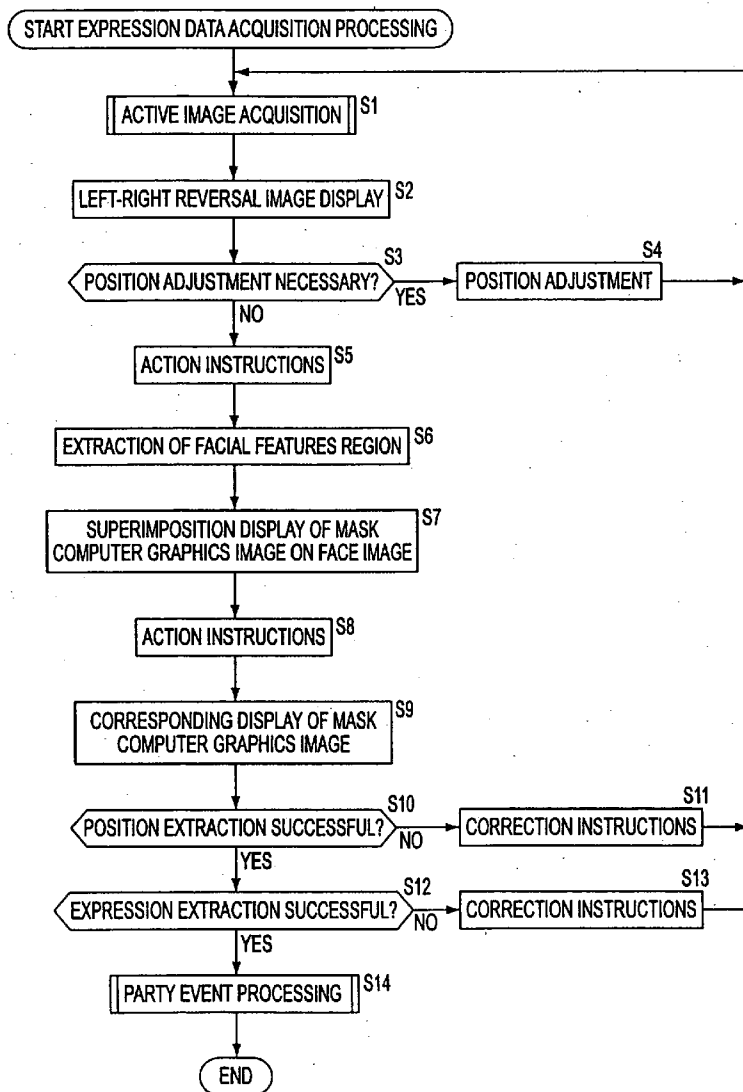 START EXPRESSION DATA ACQUISITION PROCESSING
ACTIVE IMAGE ACQUISITION S1
LEFT-RIGHT REVERSAL IMAGE DISPLAY S2
POSITION ADJUSTMENT NECESSARY? S3
YES
NO
POSITION ADJUSTMENT S4
ACTION INSTRUCTIONS S5
EXTRACTION OF FACIAL FEATURES REGION S6
SUPERIMPOSITION DISPLAY OF MASK
COMPUTER GRAPHICS IMAGE ON FACE IMAGE S7
ACTION INSTRUCTIONS S8
CORRESPONDING DISPLAY OF MASK
COMPUTER GRAPHICS IMAGE S9
POSITION EXTRACTION SUCCESSFUL? S10
NO
YES
CORRECTION INSTRUCTIONS S11
EXPRESSION EXTRACTION SUCCESSFUL? S12
NO
YES
CORRECTION INSTRUCTIONS S13
PARTY EVENT PROCESSING S14
END